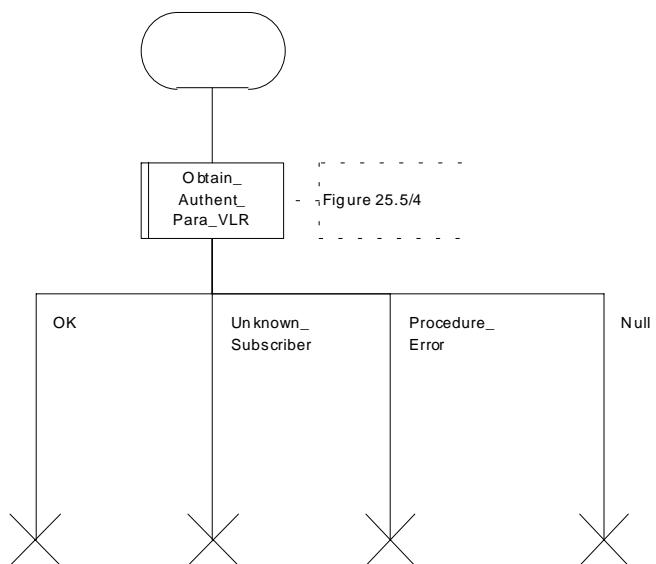 Obtain_
Authent_
Para_VLR
Figure 25.5/4
OK
Unknown_
Subscriber
Procedure_
Error
Null